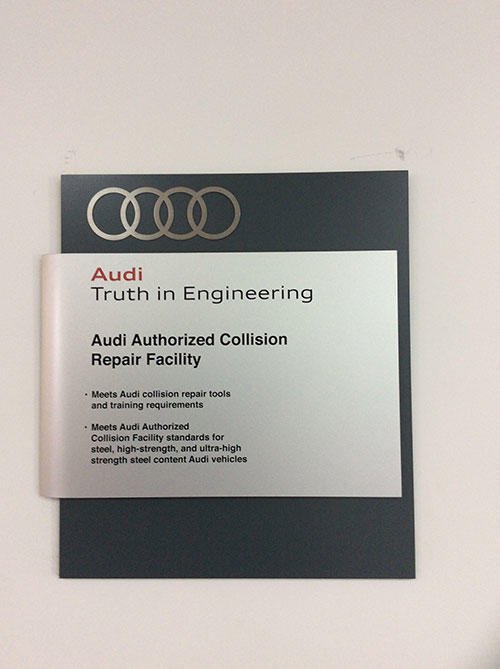 Audi
Truth in Engineering
Audi Authorized Collision
Repair Facility
· Meets Audi collision repair tools
and training requirements
· Meets Audi Authorized
Collision Facility standards for
steel, high-strength, and ultra-high
strength steel content Audi vehicles